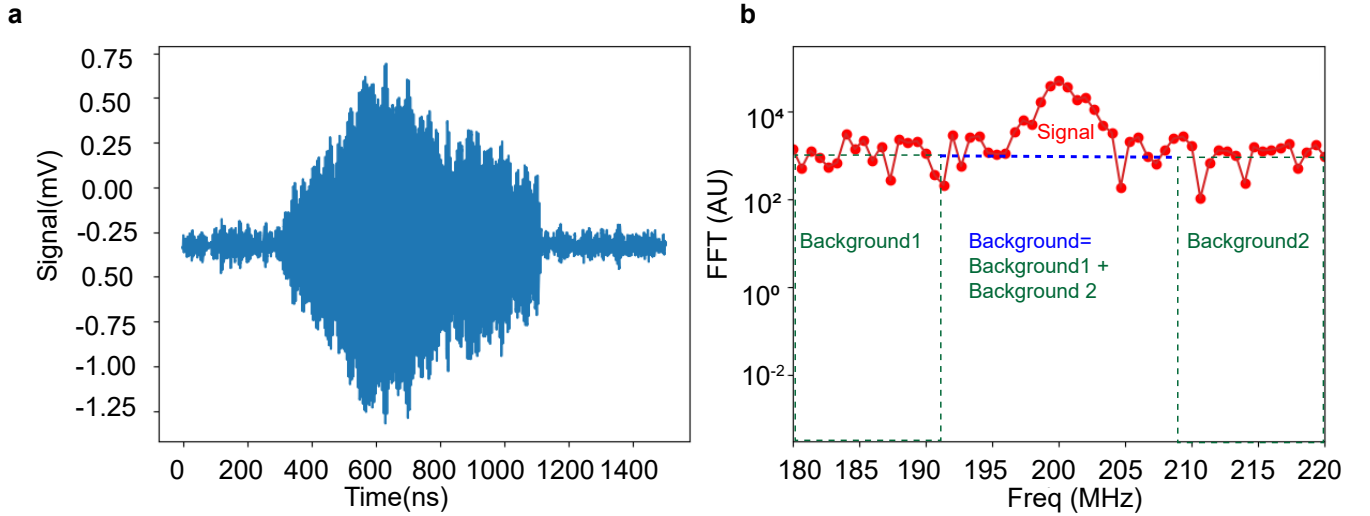 a
0.75
0.50
0.25
0.00
-0.25
0.50
-0.75
-1.00
-1.25
Signal(mV)
0 200 400 600 800 1000 1200 1400
Time(ns)
b
10⁴
10²
10⁰
10⁻²
FFT (AU)
Signal
Background1
Background=
Background1 +
Background 2
Background2
180 185 190 195 200 205 210 215 220
Freq (MHz)